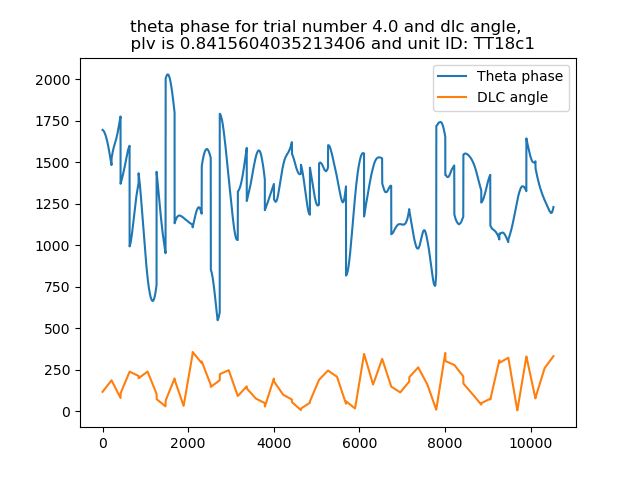 theta phase for trial number 4.0 and dlc angle,
plv is 0.8415604035213406 and unit ID: TT18c1
Theta phase
DLC angle
2000
1750
1500
1250
1000
750
500
250
0
0 2000 4000 6000 8000 10000